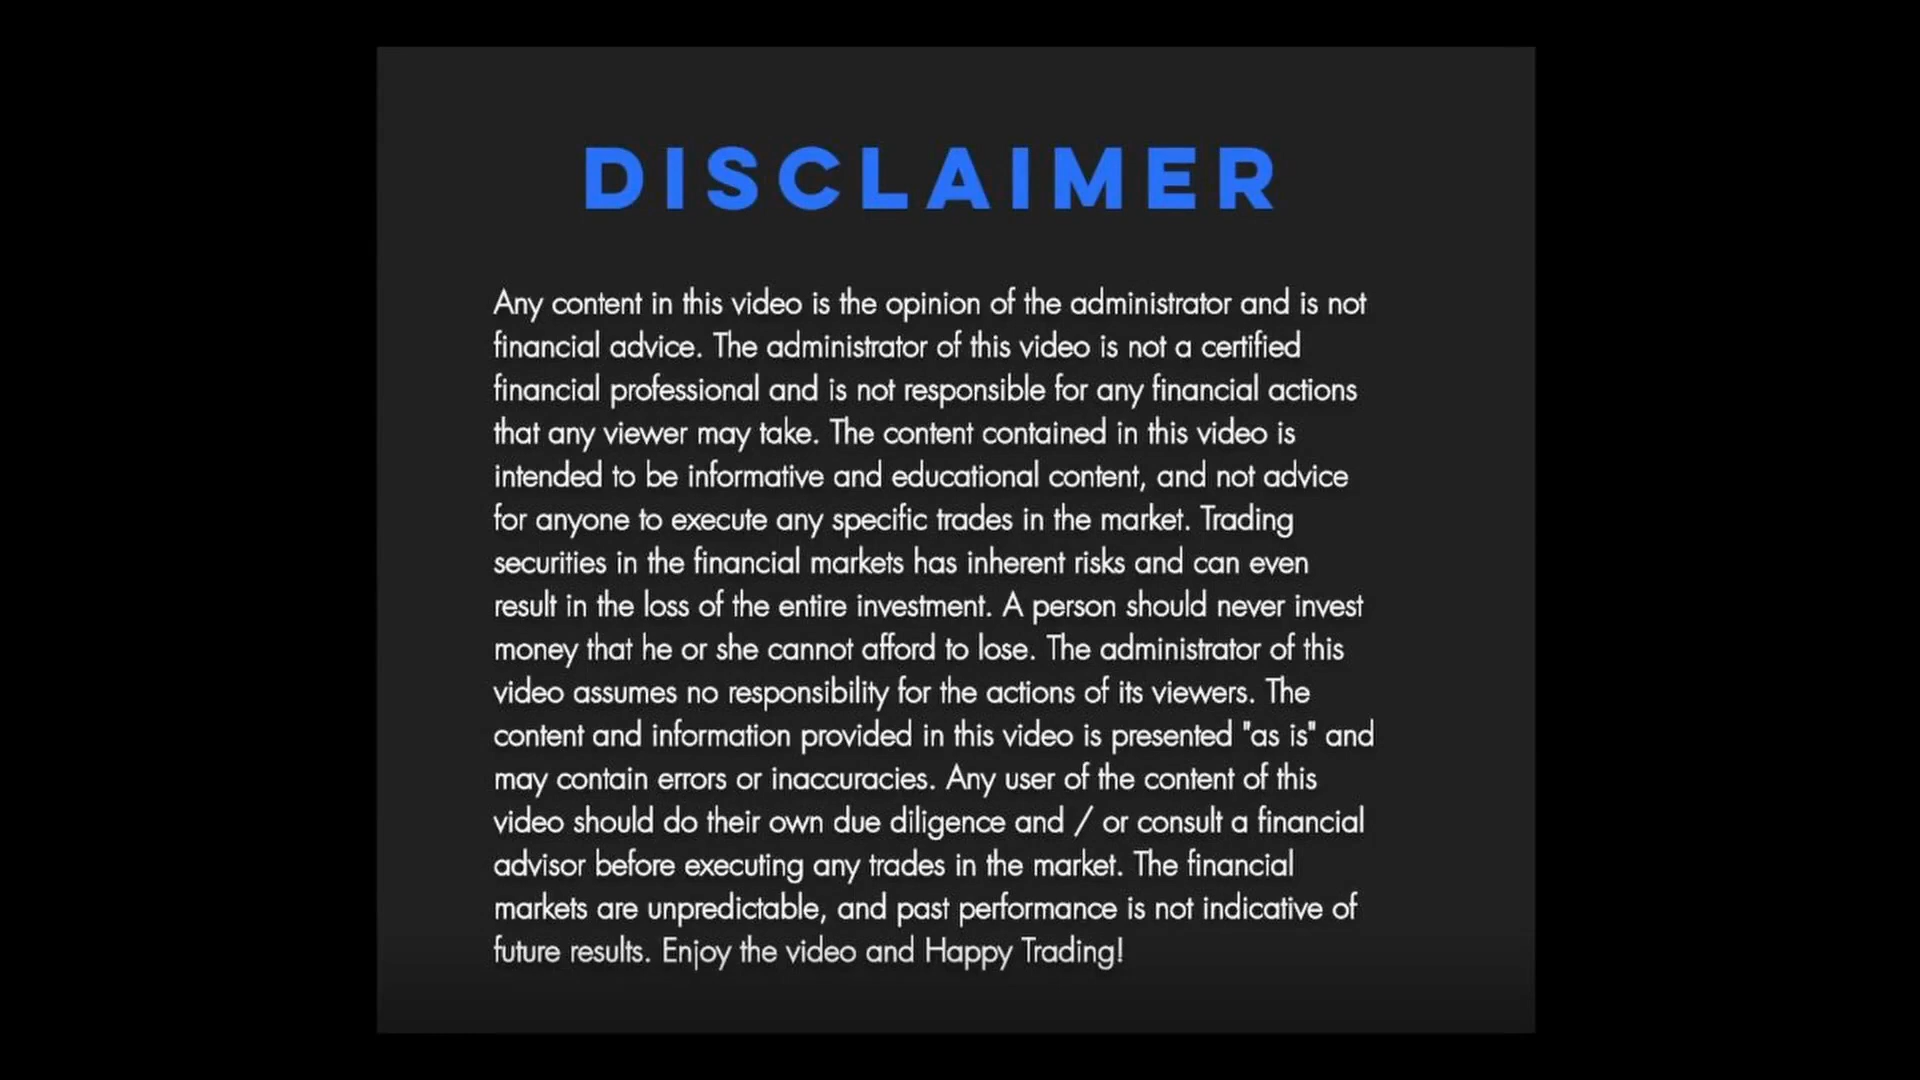 DISCLAIMER
Any content in this video is the opinion of the administrator and is not
financial advice. The administrator of this video is not a certified
financial professional and is not responsible for any financial actions
that any viewer may take. The content contained in this video is
intended to be informative and educational content, and not advice
for anyone to execute any specific trades in the market. Trading
securities in the financial markets has inherent risks and can even
result in the loss of the entire investment. A person should never invest
money that he or she cannot afford to lose. The administrator of this
video assumes no responsibility for the actions of its viewers. The
content and information provided in this video is presented "as is" and
may contain errors or inaccuracies. Any user of the content of this
video should do their own due diligence and / or consult a financial
advisor before executing any trades in the market. The financial
markets are unpredictable, and past performance is not indicative of
future results. Enjoy the video and Happy Trading!